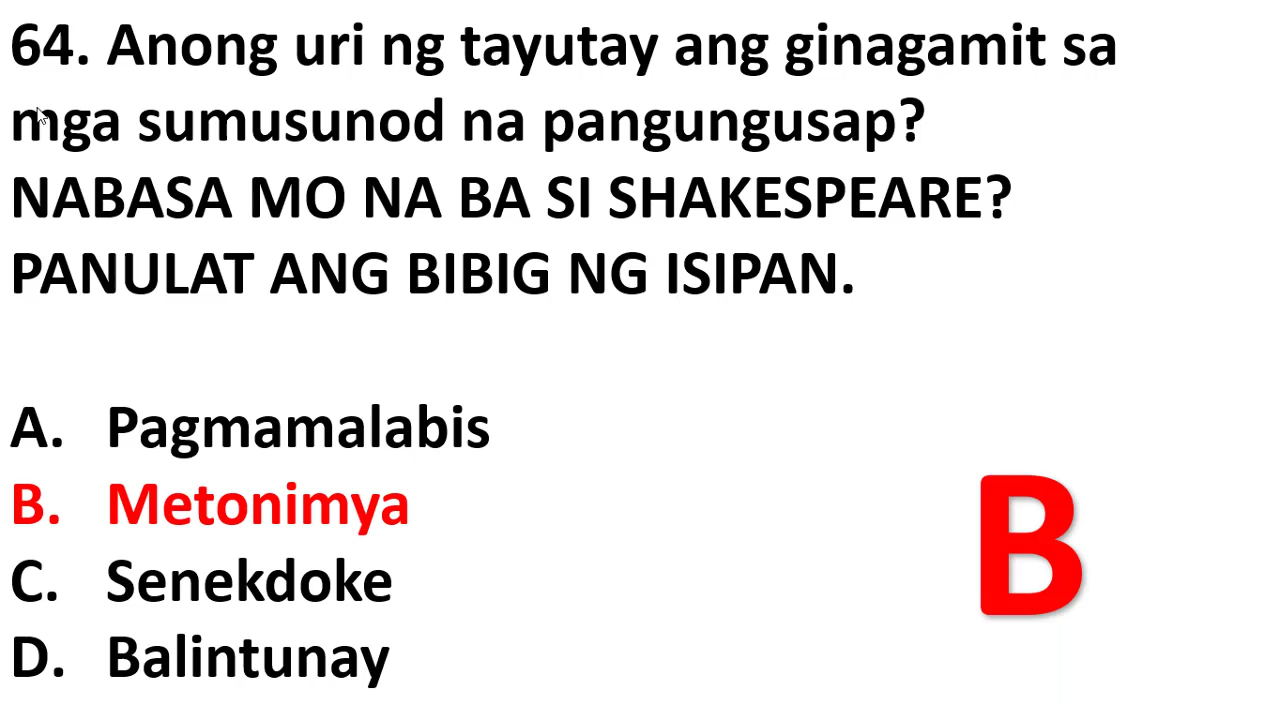 64. Anong uri ng tayutay ang ginagamit sa
mga sumusunod na pangungusap?
NABASA MO NA BA SI SHAKESPEARE?
PANULAT ANG BIBIG NG ISIPAN.
A. Pagmamalabis
B. Metonimya
C. Senekdoke
D. Balintunay
B